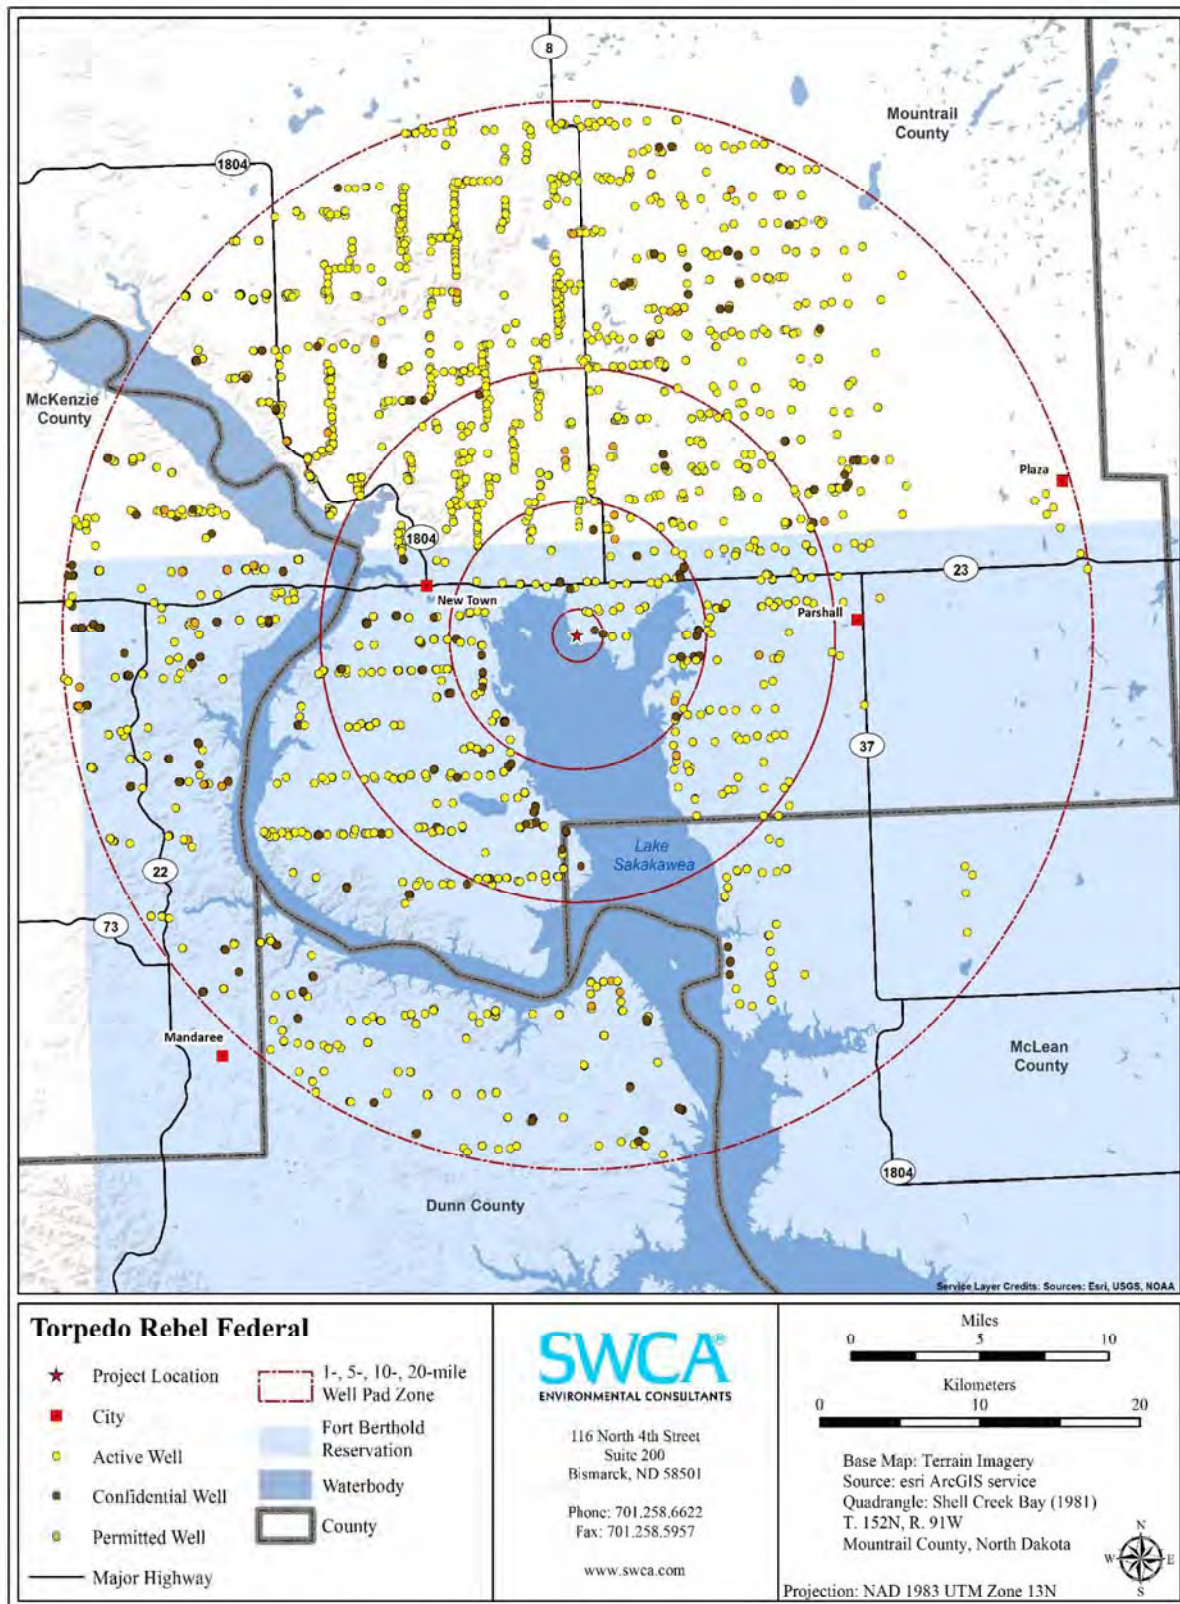 8
Mountrail
County
1804
McKenzie
County
Plaza
1804
23
New Town
Parshall
37
Lake
Sakakawea
22
73
Mandaree
McLean
County
1804
Dunn County
Service Layer Credits: Sources: Esri, USGS, NOAA
Torpedo Rebel Federal
Project Location
City
Active Well
Confidential Well
Permitted Well
Major Highway
1-, 5-, 10-, 20-mile
Well Pad Zone
Fort Berthold
Reservation
Waterbody
County
SWCA®
ENVIRONMENTAL CONSULTANTS
116 North 4th Street
Suite 200
Bismarck, ND 58501
Phone: 701.258.6622
Fax: 701.258.5957
www.swca.com
Miles
0 5 10
Kilometers
0 10 20
Base Map: Terrain Imagery
Source: esri ArcGIS service
Quadrangle: Shell Creek Bay (1981)
T. 152N, R. 91W
Mountrail County, North Dakota
N
W E
S
Projection: NAD 1983 UTM Zone 13N